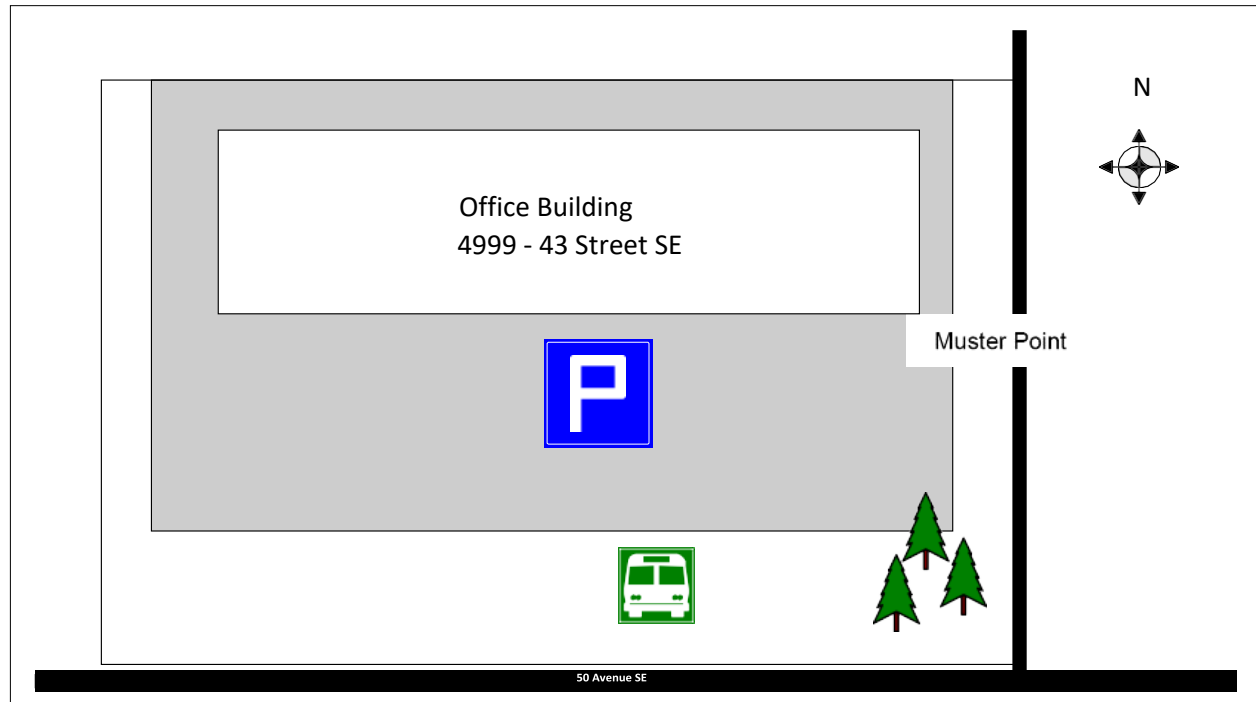 N
Office Building
4999 - 43 Street SE
Muster Point
P
50 Avenue SE